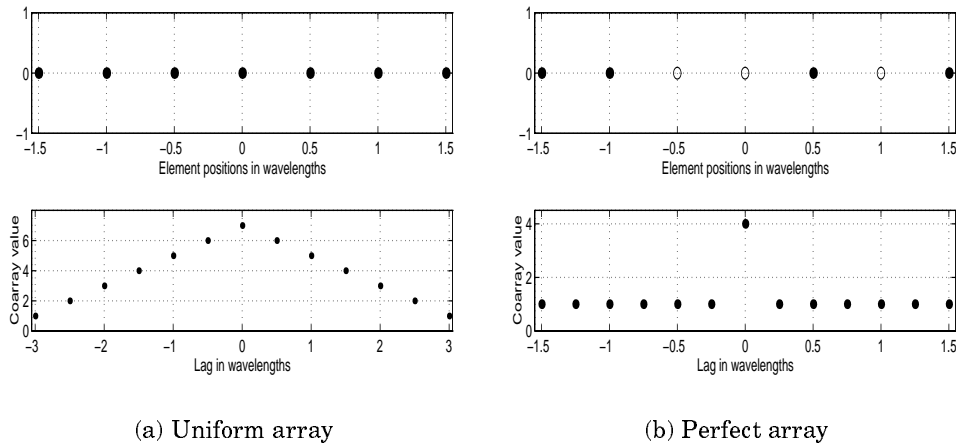 1
0
−1
−1.5 −1 −0.5 0 0.5 1 1.5
Element positions in wavelengths
1
0
−1
−1.5 −1 −0.5 0 0.5 1 1.5
Element positions in wavelengths
Coarray value
6
4
2
0
−3 −2 −1 0 1 2 3
Lag in wavelengths
Coarray value
4
2
0
−1.5 −1 −0.5 0 0.5 1 1.5
Lag in wavelengths
(a) Uniform array
(b) Perfect array